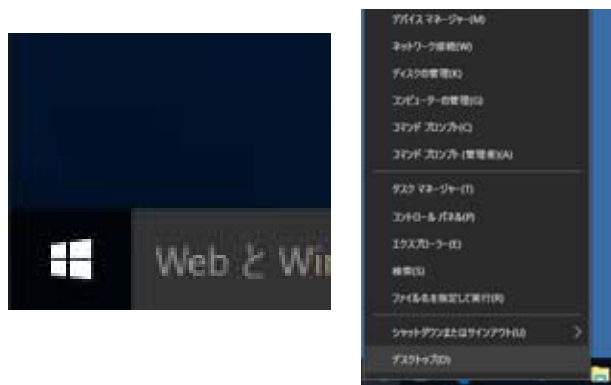 Web と Wi
デバイス マネージャー(M)
ネットワーク接続(W)
ディスクの管理(K)
コンピューターの管理(G)
コマンド プロンプト(C)
コマンド プロンプト (管理者)(A)
タスク マネージャー(T)
コントロール パネル(P)
エクスプローラー(E)
検索(S)
ファイル名を指定して実行(R)
シャットダウンまたはサインアウト(U)
デスクトップ(D)